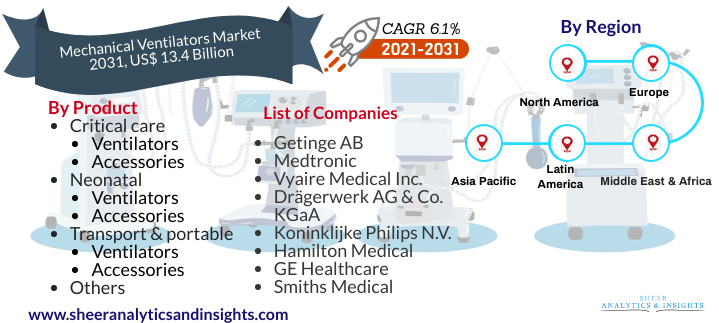 Mechanical Ventilators Market
2031, US$ 13.4 Billion
CAGR 6.1%
2021-2031
By Region
North America
Europe
Asia Pacific
Latin
America
Middle East & Africa
By Product
Critical care
Ventilators
Accessories
Neonatal
Ventilators
Accessories
Transport & portable
Ventilators
Accessories
Others
List of Companies
Getinge AB
Medtronic
Vyaire Medical Inc.
Drägerwerk AG & Co.
KGaA
Koninklijke Philips N.V.
Hamilton Medical
GE Healthcare
Smiths Medical
www.sheeranalyticsandinsights.com
SHEER
ANALYTICS & INSIGHTS